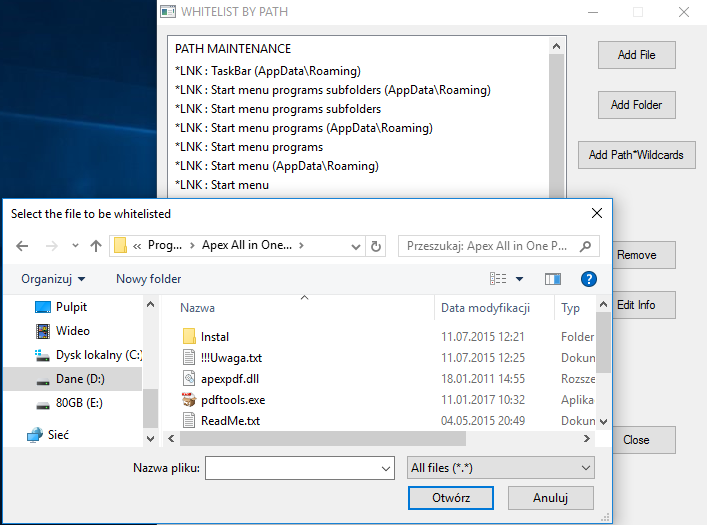 WHITELIST BY PATH
PATH MAINTENANCE
*LNK : TaskBar (AppData\Roaming)
*LNK : Start menu programs subfolders (AppData\Roaming)
*LNK : Start menu programs subfolders
*LNK : Start menu programs (AppData\Roaming)
*LNK : Start menu programs
*LNK : Start menu (AppData\Roaming)
*LNK : Start menu
Add File
Add Folder
Add Path*Wildcards
Remove
Edit Info
Close
Select the file to be whitelisted
« Prog... > Apex All in One... >
Przeszukaj: Apex All in One P...
Organizuj
Nowy folder
Pulpit
Wideo
Dysk lokalny (C:)
Dane (D:)
80GB (E:)
Sieć
Nazwa Data modyfikacji Typ
Instal 11.07.2015 12:21 Folder
!!!Uwaga.txt 11.07.2015 12:25 Dokun
apexpdf.dll 18.01.2011 14:55 Rozsze
pdftools.exe 11.01.2017 10:32 Aplika
ReadMe.txt 04.05.2015 20:49 Dokun
Nazwa pliku:
All files (*.*)
Otwórz
Anuluj